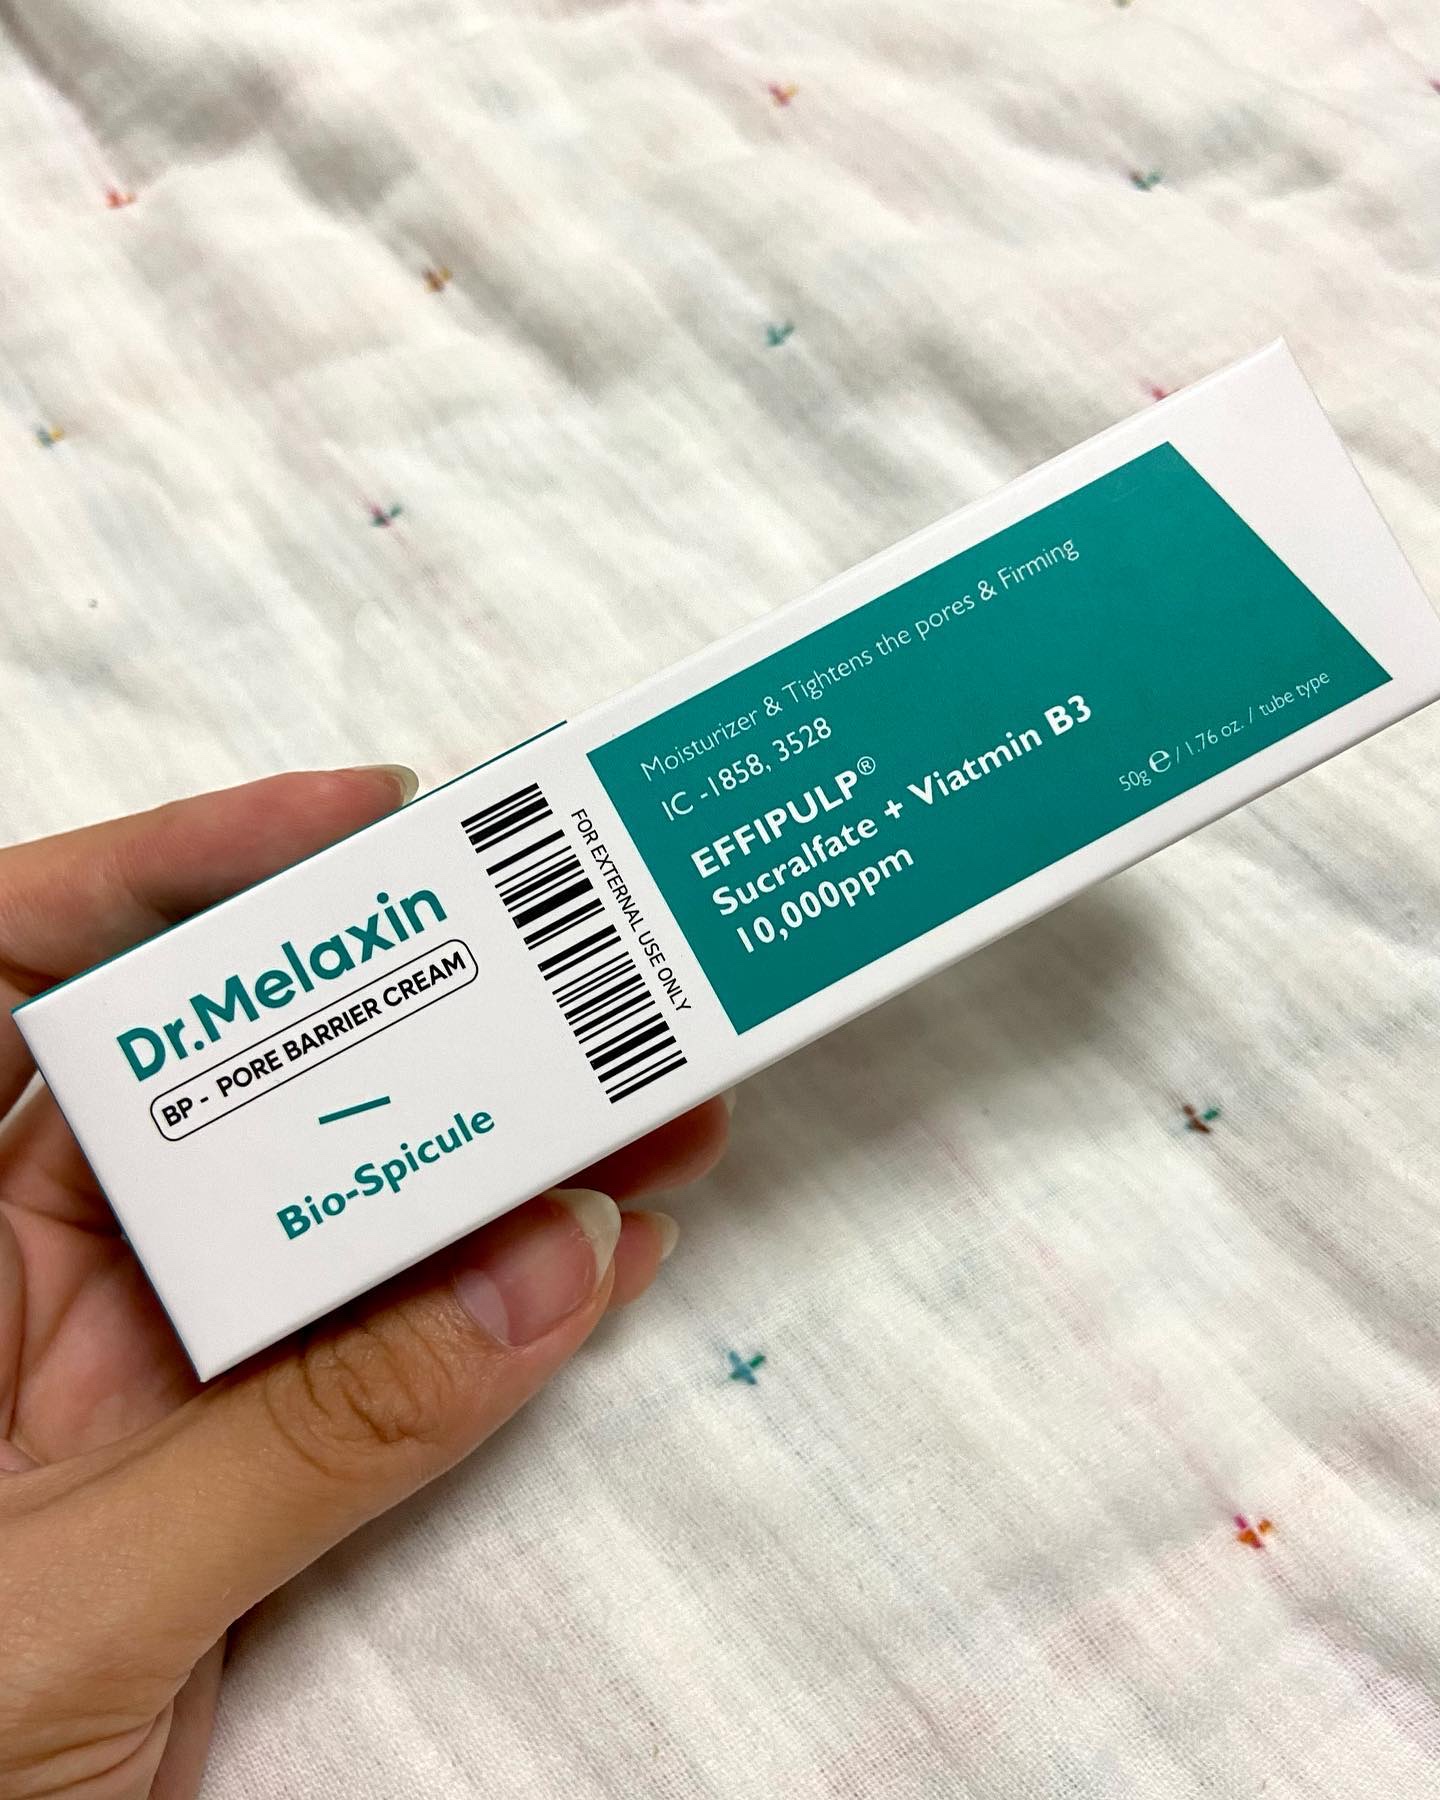 Dr.Melaxin
BP - PORE BARRIER CREAM
Bio-Spicule
FOR EXTERNAL USE ONLY
Moisturizer & Tightens the pores & Firming
IC -1858, 3528
EFFIPULP®
Sucralfate + Viatmin B3
10,000ppm
50g ℮ / 1.76 oz. / tube type